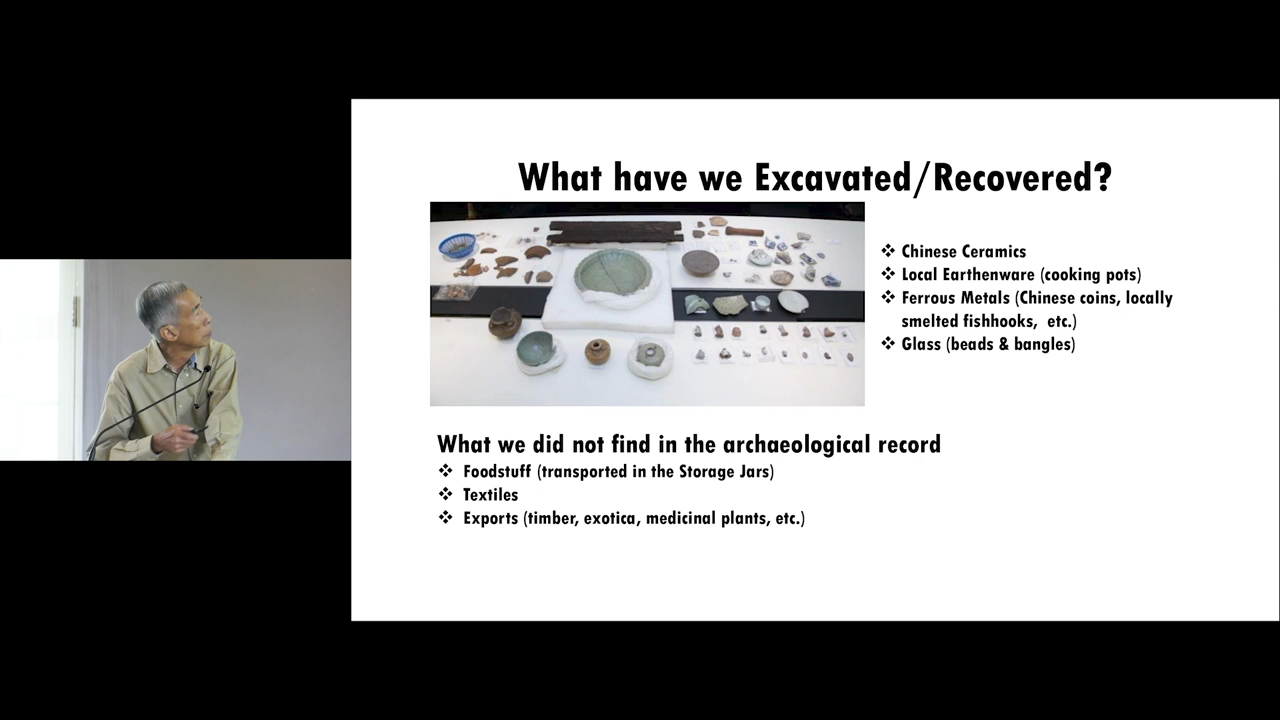 What have we Excavated/Recovered?
❖ Chinese Ceramics
❖ Local Earthenware (cooking pots)
❖ Ferrous Metals (Chinese coins, locally
smelted fishhooks, etc.)
❖ Glass (beads & bangles)
What we did not find in the archaeological record
❖ Foodstuff (transported in the Storage Jars)
❖ Textiles
❖ Exports (timber, exotica, medicinal plants, etc.)